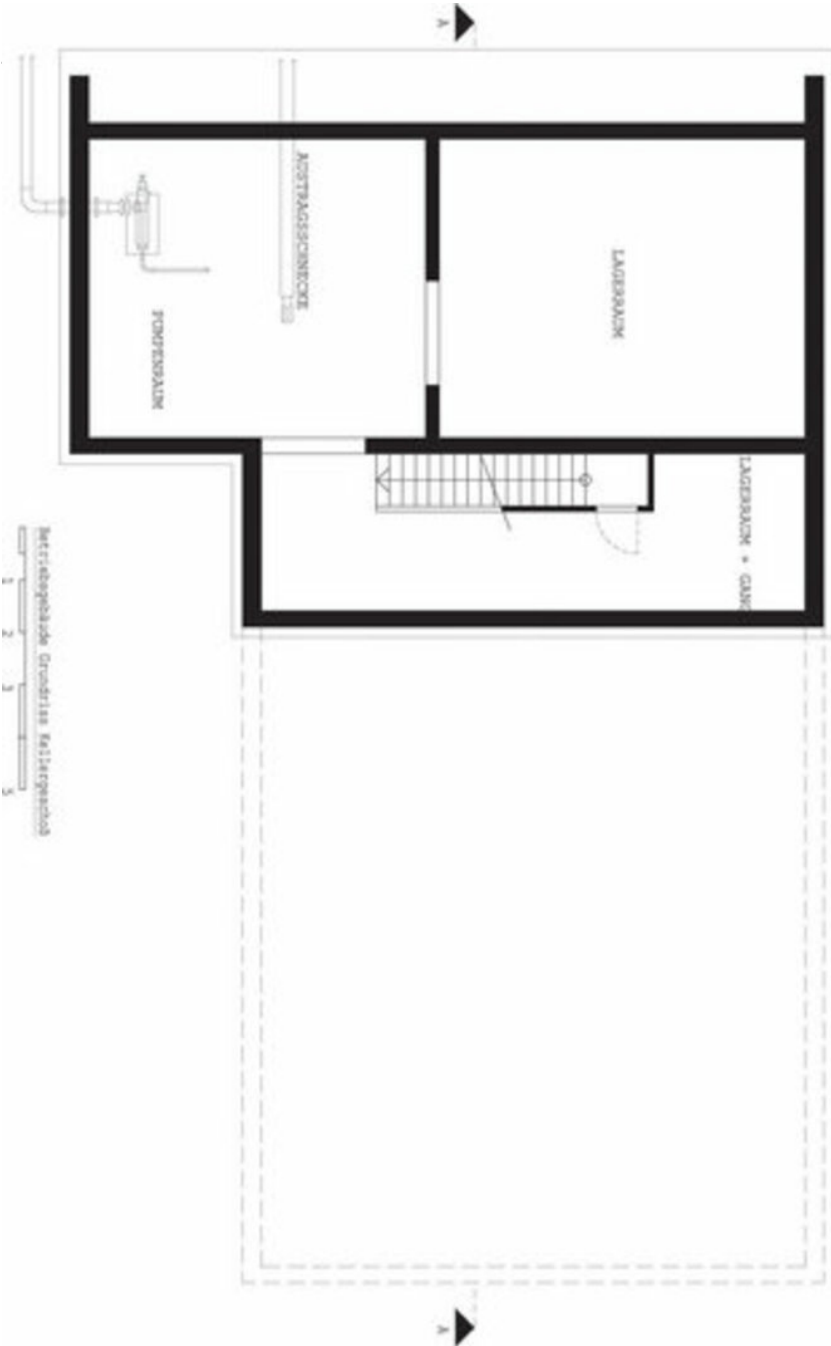 A
AUSTRAGSSCHNECKE
LAGERRAUM
PUMPENRAUM
LAGERRAUM + GANG
Betriebsgebäude Grundriss Kellergeschoß
1
2
3
5
A